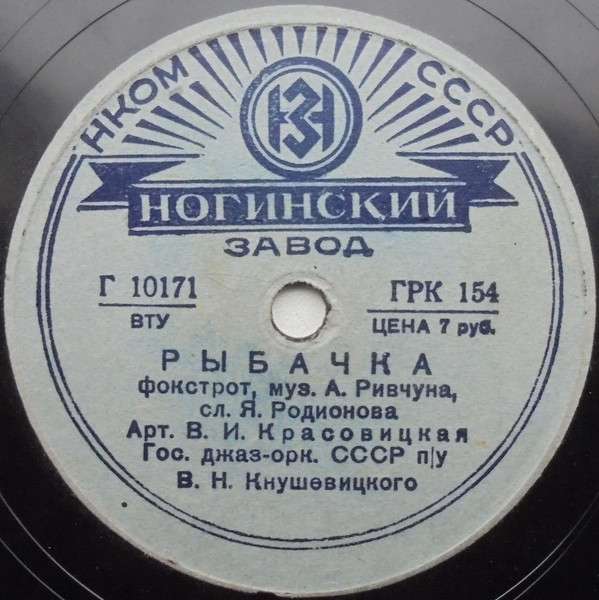 НКОМ СССР
НЗ
НОГИНСКИЙ
ЗАВОД
Г 10171
ВТУ
ГРК 154
ЦЕНА 7 руб.
РЫБАЧКА
фокстрот, муз. А. Ривчуна,
сл. Я. Родионова
Арт. В. И. Красовицкая
Гос. джаз-орк. СССР п/у
В. Н. Кнушевицкого